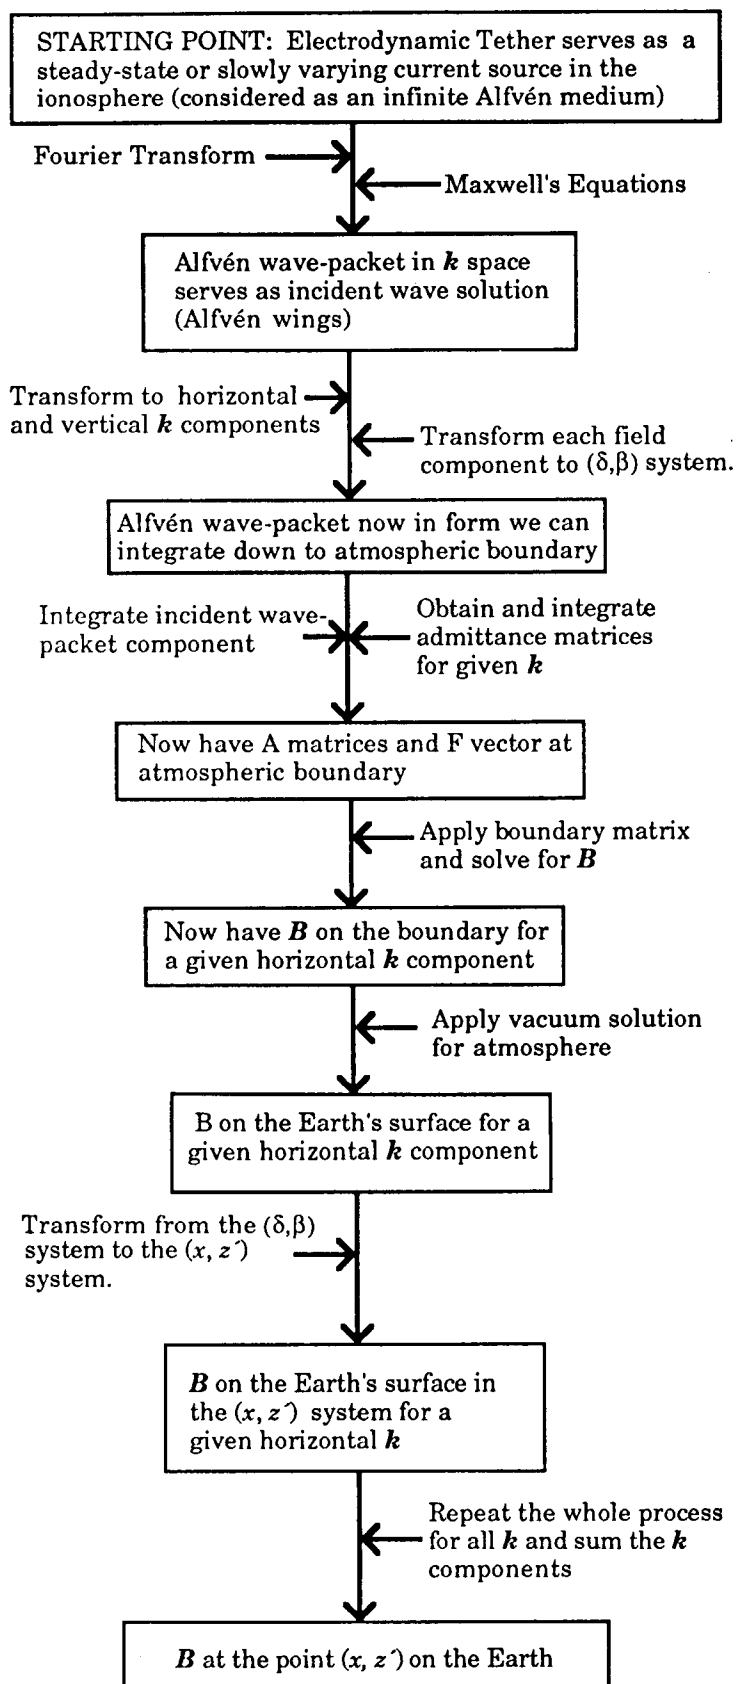 STARTING POINT: Electrodynamic Tether serves as a
steady-state or slowly varying current source in the
ionosphere (considered as an infinite Alfvén medium)
Fourier Transform
Maxwell's Equations
Alfvén wave-packet in k space
serves as incident wave solution
(Alfvén wings)
Transform to horizontal
and vertical k components
Transform each field
component to (δ,β) system.
Alfvén wave-packet now in form we can
integrate down to atmospheric boundary
Integrate incident wave-
packet component
Obtain and integrate
admittance matrices
for given k
Now have A matrices and F vector at
atmospheric boundary
Apply boundary matrix
and solve for B
Now have B on the boundary for
a given horizontal k component
Apply vacuum solution
for atmosphere
B on the Earth's surface for a
given horizontal k component
Transform from the (δ,β)
system to the (x, z´)
system.
B on the Earth's surface in
the (x, z´) system for a
given horizontal k
Repeat the whole process
for all k and sum the k
components
B at the point (x, z´) on the Earth